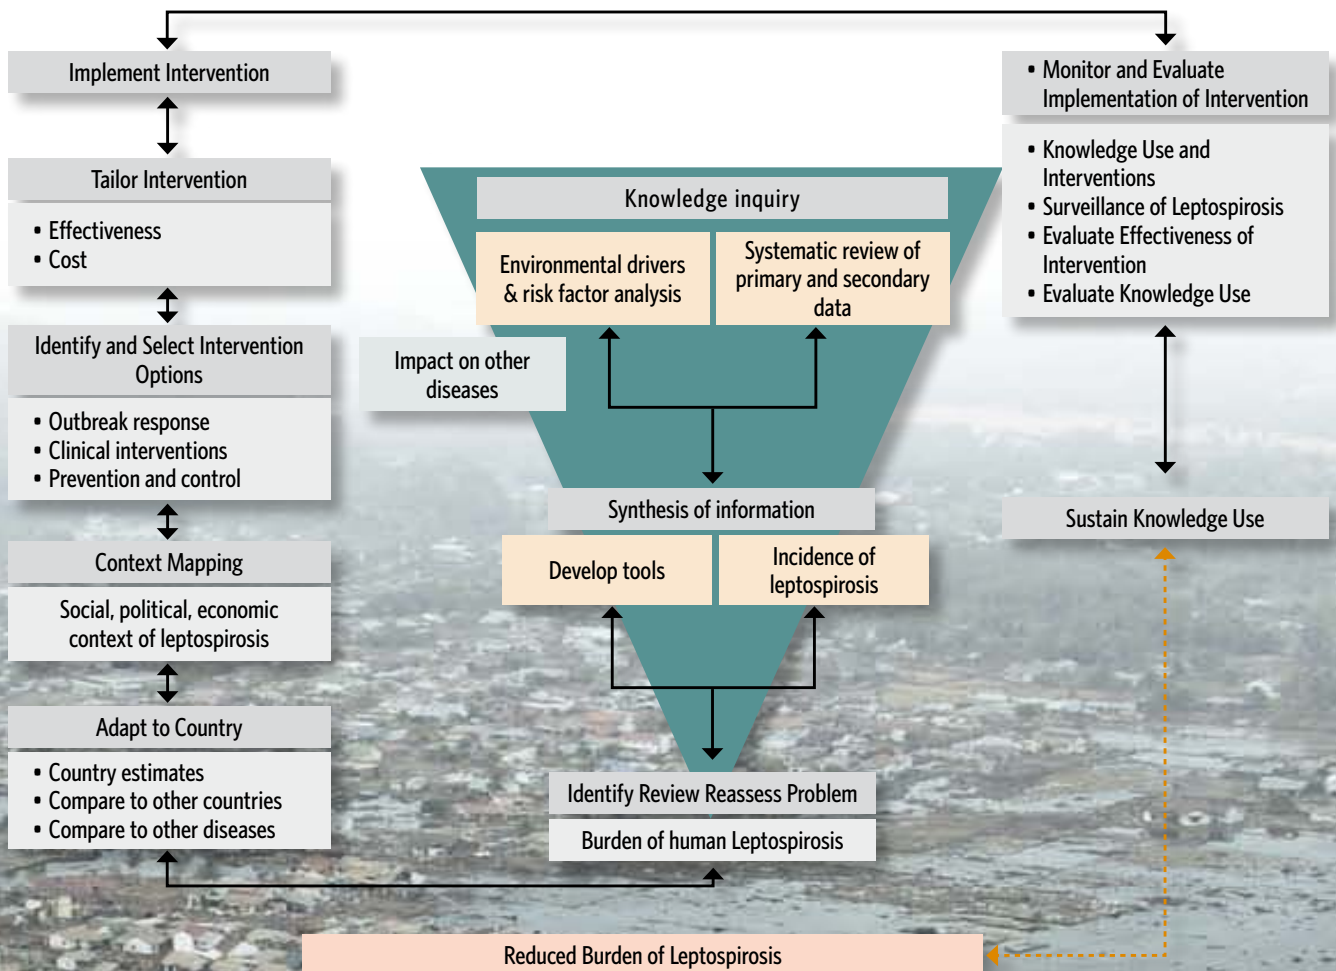 Implement Intervention
Tailor Intervention
• Effectiveness
• Cost
Identify and Select Intervention
Options
• Outbreak response
• Clinical interventions
• Prevention and control
Context Mapping
Social, political, economic
context of leptospirosis
Adapt to Country
• Country estimates
• Compare to other countries
• Compare to other diseases
Knowledge inquiry
Environmental drivers
& risk factor analysis
Systematic review of
primary and secondary
data
Impact on other
diseases
Synthesis of information
Develop tools
Incidence of
leptospirosis
Identify Review Reassess Problem
Burden of human Leptospirosis
• Monitor and Evaluate
Implementation of Intervention
• Knowledge Use and
Interventions
• Surveillance of Leptospirosis
• Evaluate Effectiveness of
Intervention
• Evaluate Knowledge Use
Sustain Knowledge Use
Reduced Burden of Leptospirosis